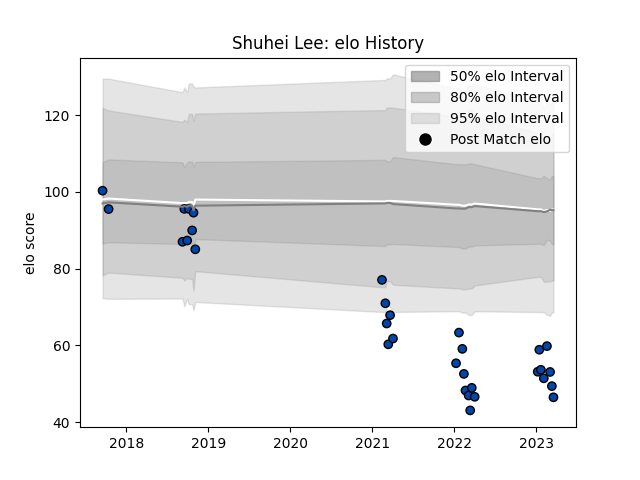 Shuhei Lee: elo History
50% elo Interval
80% elo Interval
95% elo Interval
Post Match elo
elo score
120
100
80
60
40
2018 2019 2020 2021 2022 2023